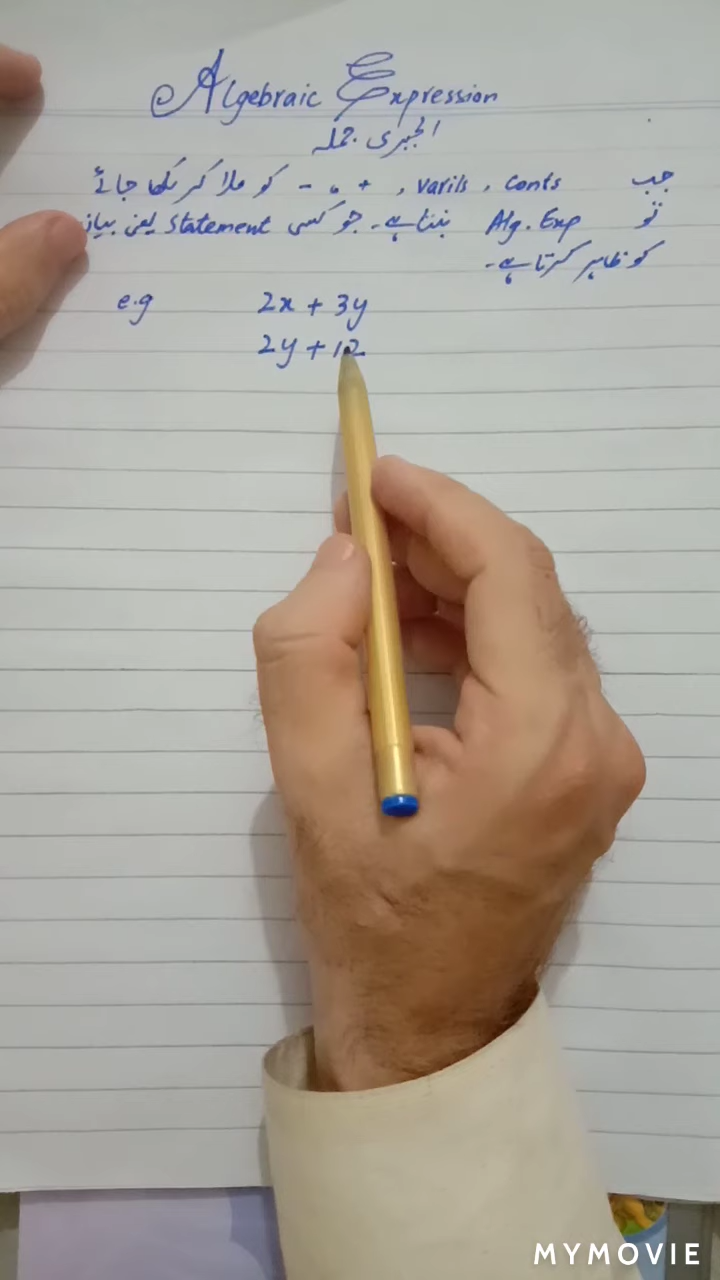 Algebraic Expression
الجبری جملہ
جب conts , varils , + ، - کو ملا کر لکھا جائے
تو Alg. Exp بنتا ہے۔ جو کسی statement یعنی بیان
کو ظاہر کرتا ہے۔
e.g 2x + 3y
2y + 12
MYMOVIE